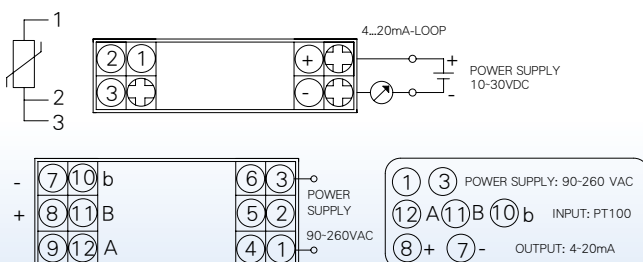 1
2
3
2 1
3
+
-
4...20mA-LOOP
+
-
POWER SUPPLY
10~30VDC
- 7 10 b
+ 8 11 B
9 12 A
6 3
5 2
4 1
POWER
SUPPLY
90-260VAC
1 3 POWER SUPPLY: 90-260 VAC
12 A 11 B 10 b INPUT: PT100
8 + 7 - OUTPUT: 4~20mA